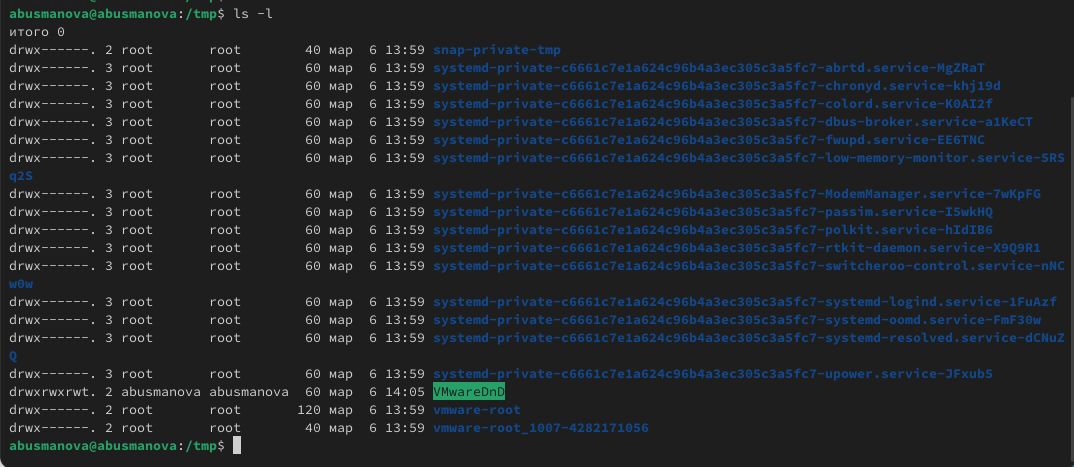 abusmanova@abusmanova:/tmp$ ls -l
итого 0
drwx------. 2 root       root        40 мар  6 13:59 snap-private-tmp
drwx------. 3 root       root        60 мар  6 13:59 systemd-private-c6661c7e1a624c96b4a3ec305c3a5fc7-abrtd.service-MgZRaT
drwx------. 3 root       root        60 мар  6 13:59 systemd-private-c6661c7e1a624c96b4a3ec305c3a5fc7-chronyd.service-khj19d
drwx------. 3 root       root        60 мар  6 13:59 systemd-private-c6661c7e1a624c96b4a3ec305c3a5fc7-colord.service-K0AI2f
drwx------. 3 root       root        60 мар  6 13:59 systemd-private-c6661c7e1a624c96b4a3ec305c3a5fc7-dbus-broker.service-a1KeCT
drwx------. 3 root       root        60 мар  6 13:59 systemd-private-c6661c7e1a624c96b4a3ec305c3a5fc7-fwupd.service-EE6TNC
drwx------. 3 root       root        60 мар  6 13:59 systemd-private-c6661c7e1a624c96b4a3ec305c3a5fc7-low-memory-monitor.service-5RS
q2S
drwx------. 3 root       root        60 мар  6 13:59 systemd-private-c6661c7e1a624c96b4a3ec305c3a5fc7-ModemManager.service-7wKpFG
drwx------. 3 root       root        60 мар  6 13:59 systemd-private-c6661c7e1a624c96b4a3ec305c3a5fc7-passim.service-I5wkHQ
drwx------. 3 root       root        60 мар  6 13:59 systemd-private-c6661c7e1a624c96b4a3ec305c3a5fc7-polkit.service-hIdIB6
drwx------. 3 root       root        60 мар  6 13:59 systemd-private-c6661c7e1a624c96b4a3ec305c3a5fc7-rtkit-daemon.service-X9Q9R1
drwx------. 3 root       root        60 мар  6 13:59 systemd-private-c6661c7e1a624c96b4a3ec305c3a5fc7-switcheroo-control.service-nNC
w0w
drwx------. 3 root       root        60 мар  6 13:59 systemd-private-c6661c7e1a624c96b4a3ec305c3a5fc7-systemd-logind.service-1FuAzf
drwx------. 3 root       root        60 мар  6 13:59 systemd-private-c6661c7e1a624c96b4a3ec305c3a5fc7-systemd-oomd.service-FmF30w
drwx------. 3 root       root        60 мар  6 13:59 systemd-private-c6661c7e1a624c96b4a3ec305c3a5fc7-systemd-resolved.service-dCNuZ
Q
drwx------. 3 root       root        60 мар  6 13:59 systemd-private-c6661c7e1a624c96b4a3ec305c3a5fc7-upower.service-JFxub5
drwxrwxrwt. 2 abusmanova abusmanova  60 мар  6 14:05 VMwareDnD
drwx------. 2 root       root       120 мар  6 13:59 vmware-root
drwx------. 2 root       root        40 мар  6 13:59 vmware-root_1007-4282171056
abusmanova@abusmanova:/tmp$